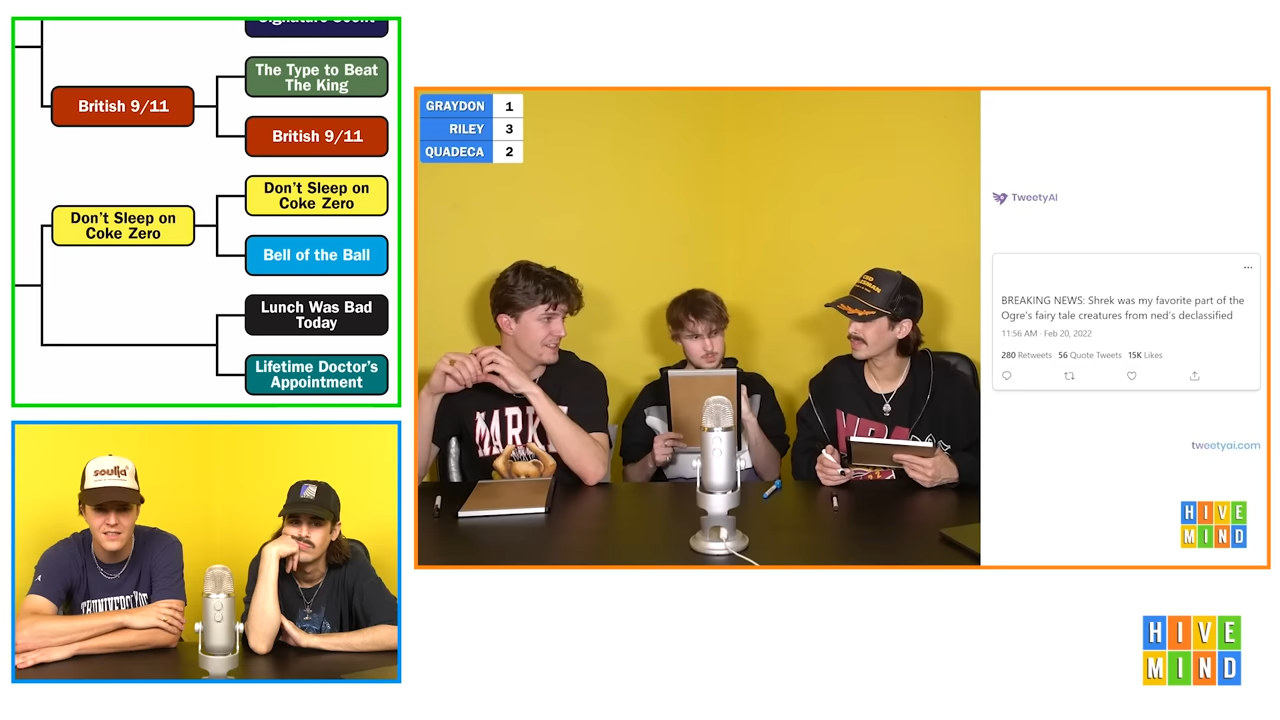 Signature Scent
The Type to Beat
The King
British 9/11
British 9/11
Don't Sleep on
Coke Zero
Don't Sleep on
Coke Zero
Bell of the Ball
Lunch Was Bad
Today
Lifetime Doctor's
Appointment
GRAYDON 1
RILEY 3
QUADECA 2
TweetyAI
...
BREAKING NEWS: Shrek was my favorite part of the
Ogre's fairy tale creatures from ned's declassified
11:56 AM · Feb 20, 2022
280 Retweets 56 Quote Tweets 15K Likes
tweetyai.com
HIVE
MIND
soulja
HIVE
MIND